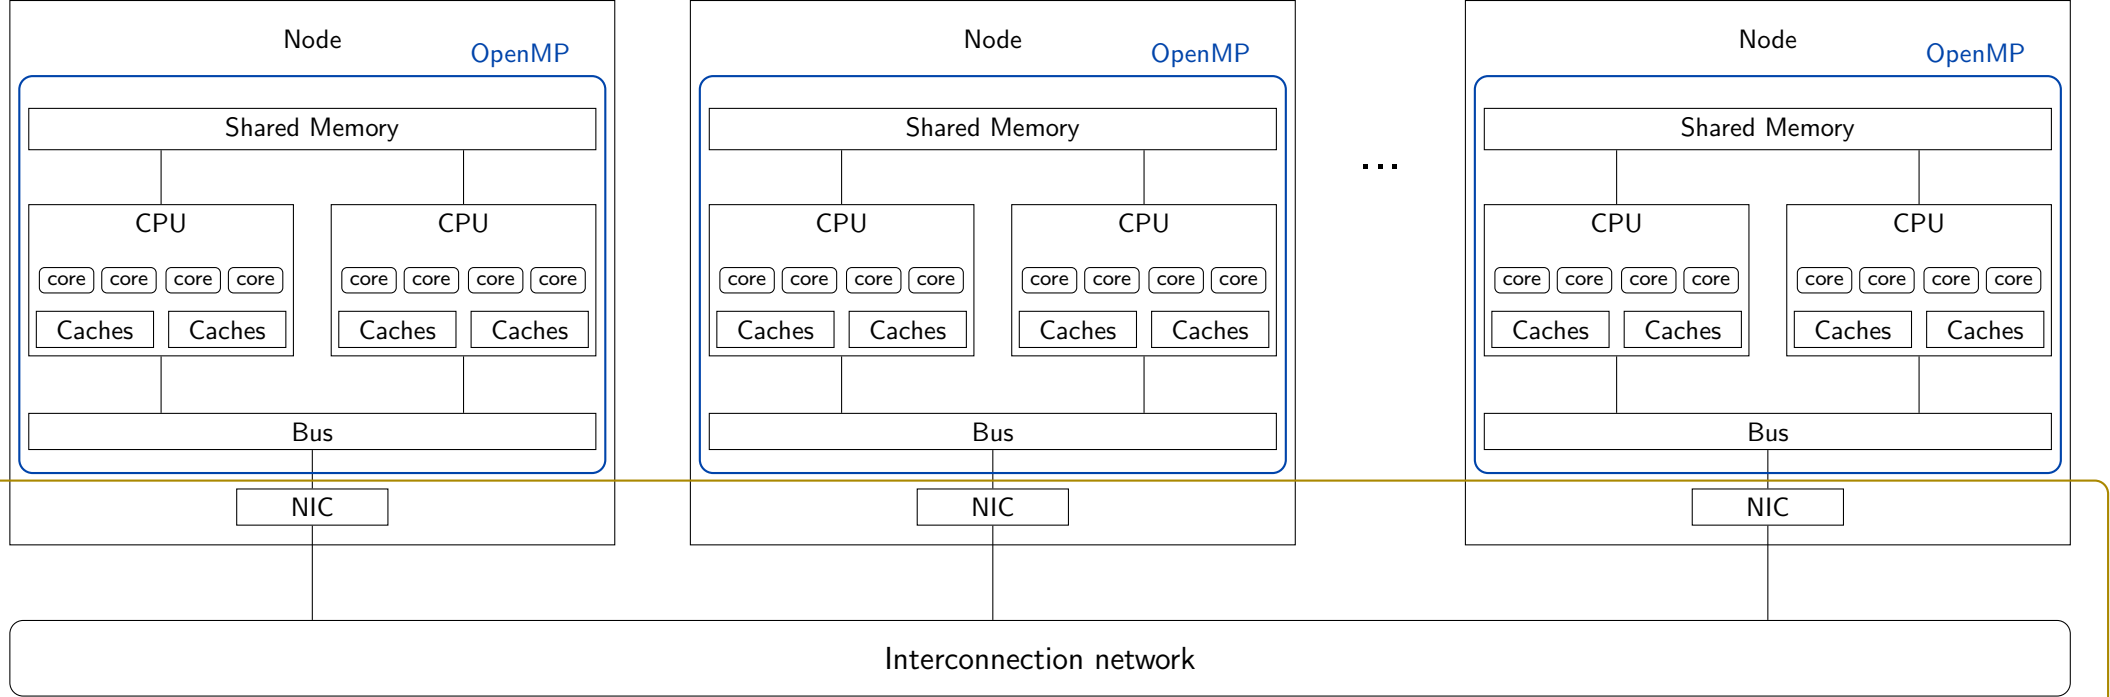 Node
OpenMP
Shared Memory
CPU
CPU
core core core core
core core core core
Caches Caches
Caches Caches
Bus
NIC
Node
OpenMP
Shared Memory
CPU
CPU
core core core core
core core core core
Caches Caches
Caches Caches
Bus
NIC
...
Node
OpenMP
Shared Memory
CPU
CPU
core core core core
core core core core
Caches Caches
Caches Caches
Bus
NIC
Interconnection network